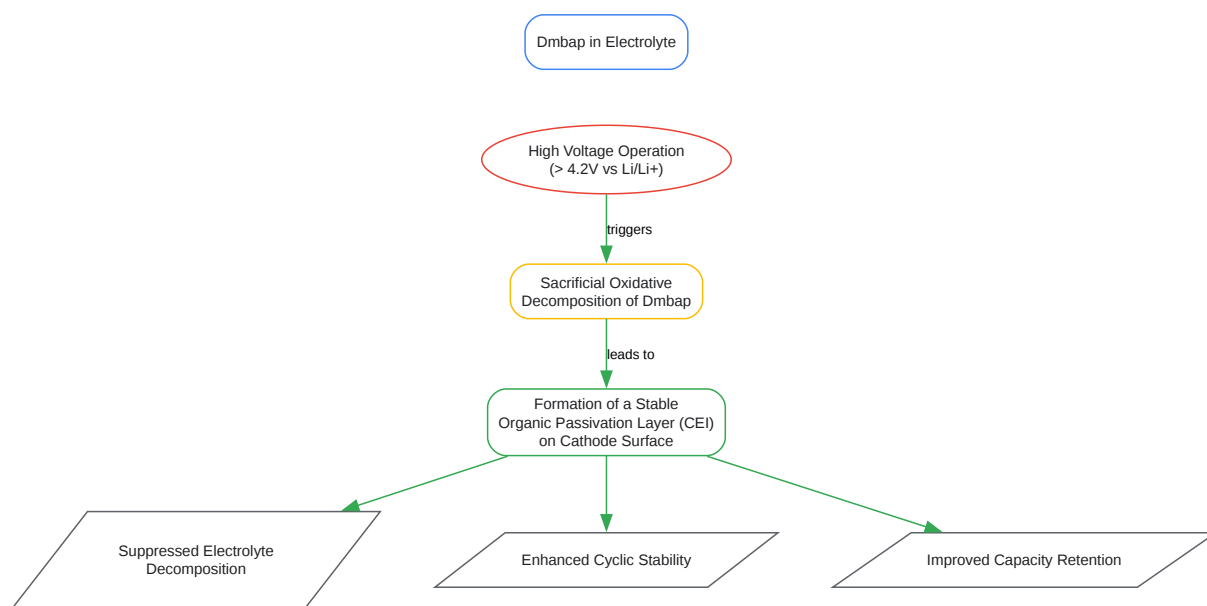 Dmbap in Electrolyte
High Voltage Operation
(> 4.2V vs Li/Li+)
triggers
Sacrificial Oxidative
Decomposition of Dmbap
leads to
Formation of a Stable
Organic Passivation Layer (CEI)
on Cathode Surface
Suppressed Electrolyte
Decomposition
Enhanced Cyclic Stability
Improved Capacity Retention